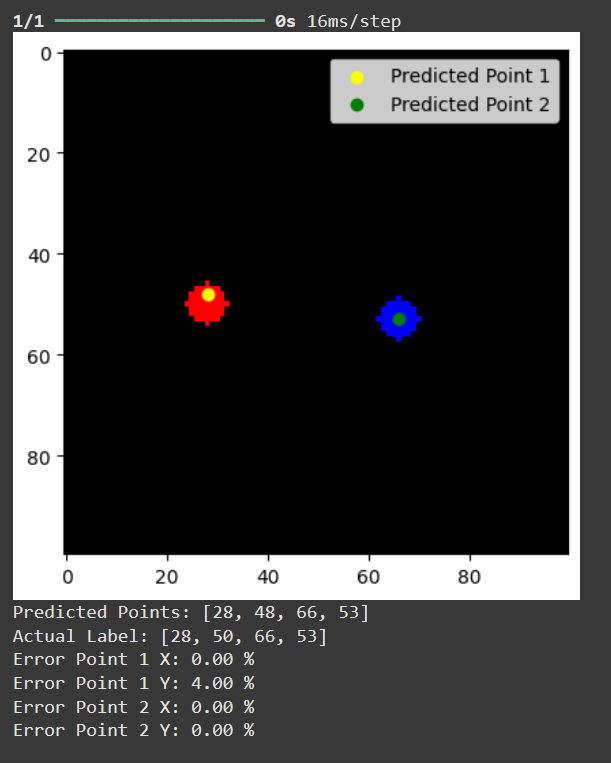 1/1 ━━━━━━━━━━━━━━━━━━━━ 0s 16ms/step
Predicted Point 1
Predicted Point 2
0
20
40
60
80
0 20 40 60 80
Predicted Points: [28, 48, 66, 53]
Actual Label: [28, 50, 66, 53]
Error Point 1 X: 0.00 %
Error Point 1 Y: 4.00 %
Error Point 2 X: 0.00 %
Error Point 2 Y: 0.00 %